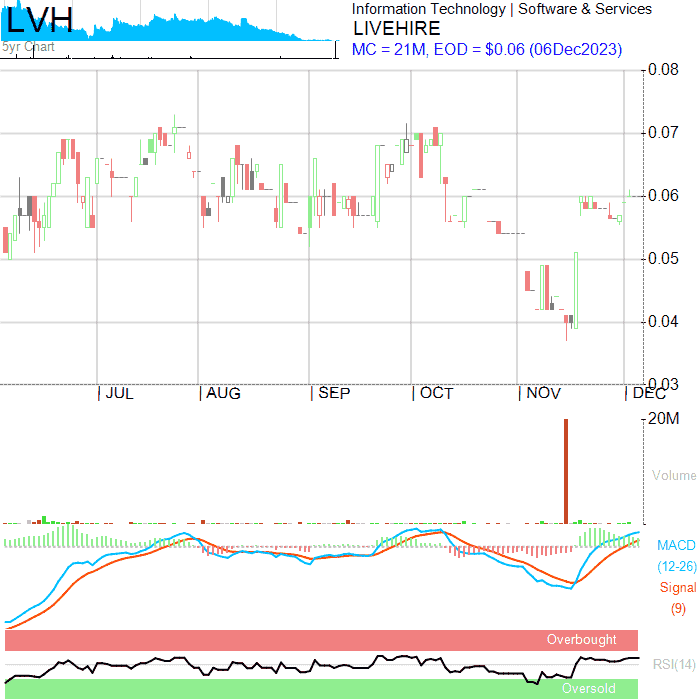 LVH
5yr Chart
Information Technology | Software & Services
LIVEHIRE
MC = 21M, EOD = $0.06 (06Dec2023)
0.08
0.07
0.06
0.05
0.04
0.03
| JUL
| AUG
| SEP
| OCT
| NOV
| DEC
20M
Volume
MACD
(12-26)
Signal
(9)
Overbought
RSI(14)
Oversold